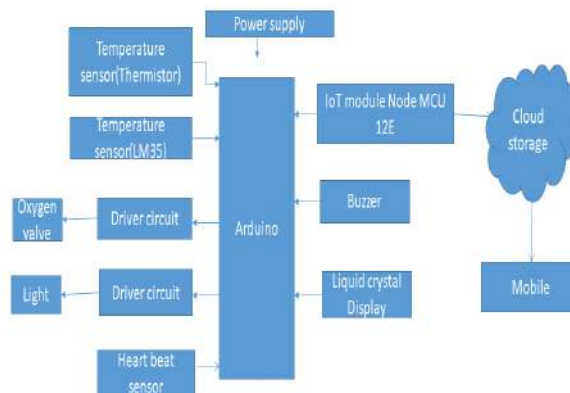 Power supply
Temperature
sensor(Thermistor)
IoT module Node MCU
12E
Cloud
storage
Temperature
sensor(LM35)
Oxygen
valve
Driver circuit
Arduino
Buzzer
Light
Driver circuit
Liquid crystal
Display
Mobile
Heart beat
sensor